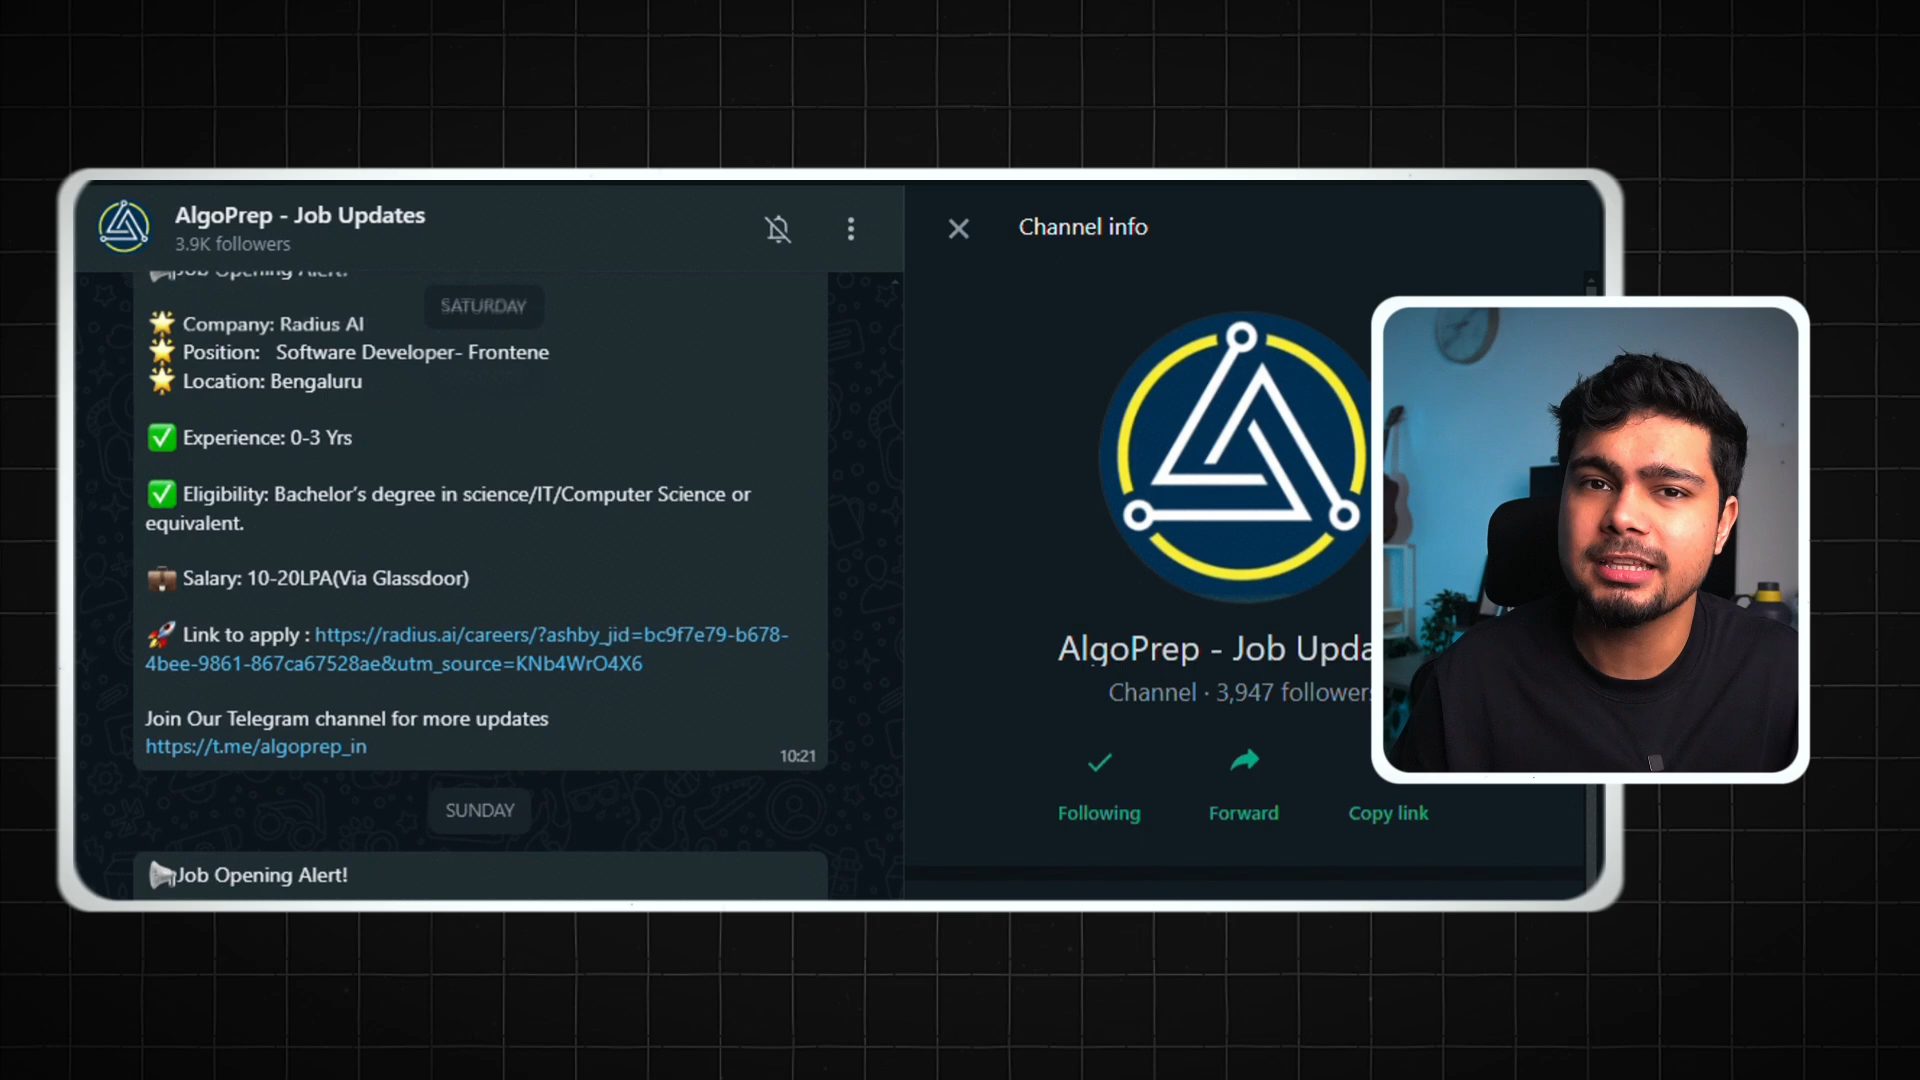 AlgoPrep - Job Updates
3.9K followers
Job Opening Alert!
SATURDAY
Company: Radius AI
Position: Software Developer- Frontene
Location: Bengaluru
Experience: 0-3 Yrs
Eligibility: Bachelor's degree in science/IT/Computer Science or
equivalent.
Salary: 10-20LPA(Via Glassdoor)
Link to apply : https://radius.ai/careers/?ashby_jid=bc9f7e79-b678-
4bee-9861-867ca67528ae&utm_source=KNb4WrO4X6
Join Our Telegram channel for more updates
https://t.me/algoprep_in
10:21
SUNDAY
Job Opening Alert!
Channel info
AlgoPrep - Job Upda
Channel · 3,947 followers
Following
Forward
Copy link